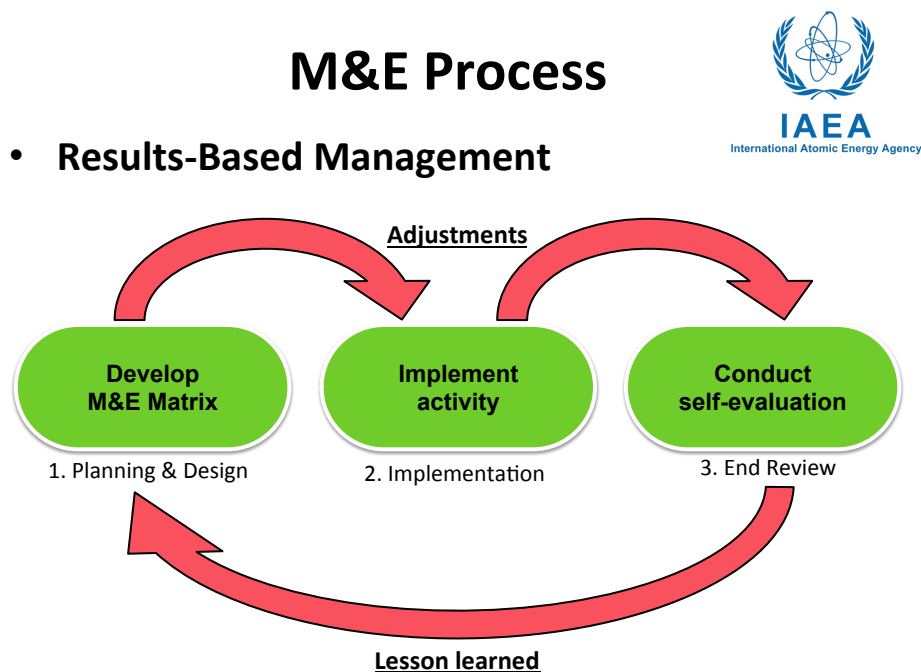 M&E Process
IAEA
International Atomic Energy Agency
• Results-Based Management
Adjustments
Develop
M&E Matrix
Implement
activity
Conduct
self-evaluation
1. Planning & Design
2. Implementation
3. End Review
Lesson learned